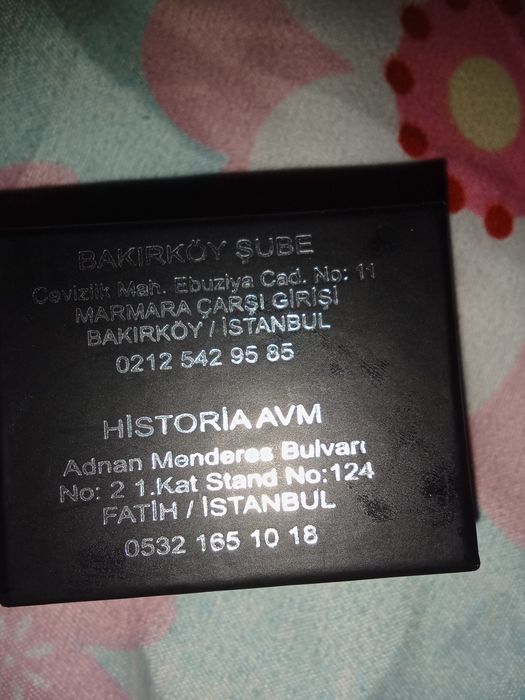 BAKIRKÖY ŞUBE
Cevizlik Mah. Ebuziya Cad. No: 11
MARMARA ÇARŞI GİRİŞİ
BAKIRKÖY / İSTANBUL
0212 542 95 85
HİSTORİA AVM
Adnan Menderes Bulvarı
No: 2 1.Kat Stand No:124
FATİH / İSTANBUL
0532 165 10 18